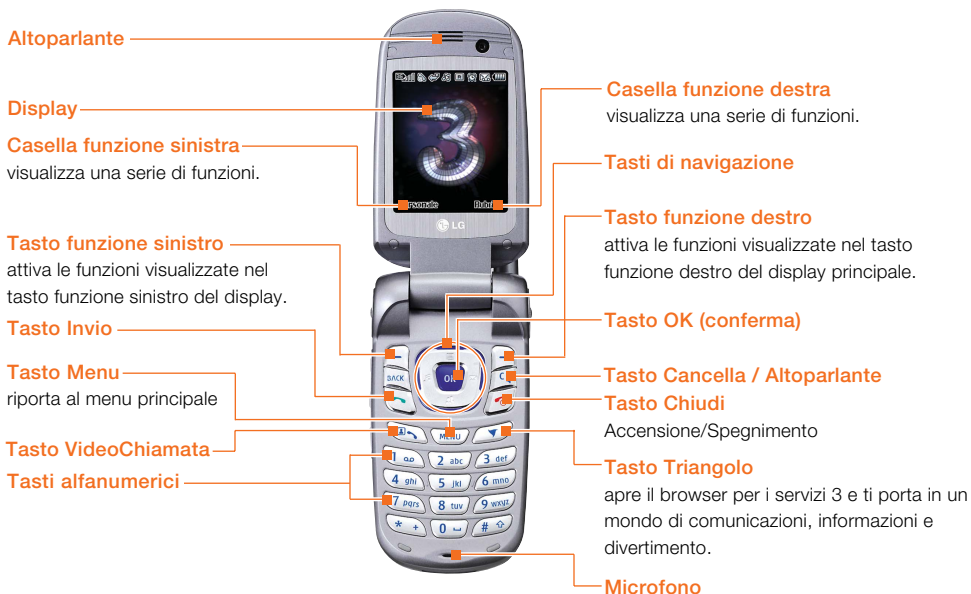 Altoparlante
Display
Casella funzione sinistra
visualizza una serie di funzioni.
Tasto funzione sinistro
attiva le funzioni visualizzate nel
tasto funzione sinistro del display.
Tasto Invio
Tasto Menu
riporta al menu principale
Tasto VideoChiamata
Tasti alfanumerici
3
LG
OK
BACK
C
MENU
1
2 abc
3 def
4 ghi
5 jkl
6 mno
7 pqrs
8 tuv
9 wxyz
* +
0
#
Casella funzione destra
visualizza una serie di funzioni.
Tasti di navigazione
Tasto funzione destro
attiva le funzioni visualizzate nel tasto
funzione destro del display principale.
Tasto OK (conferma)
Tasto Cancella / Altoparlante
Tasto Chiudi
Accensione/Spegnimento
Tasto Triangolo
apre il browser per i servizi 3 e ti porta in un
mondo di comunicazioni, informazioni e
divertimento.
Microfono